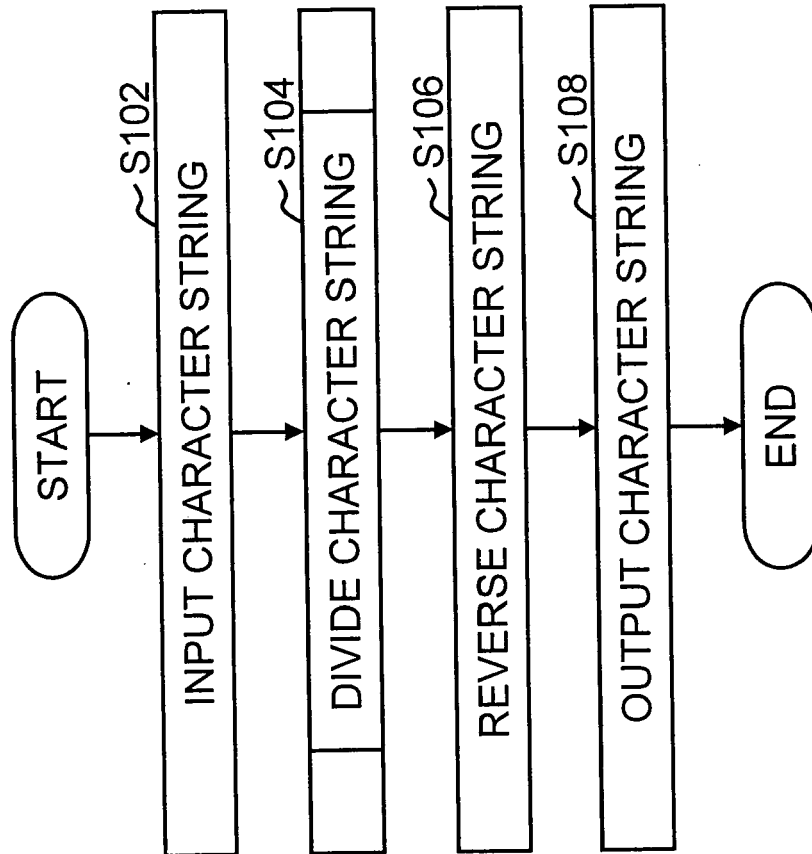 START
S102
INPUT CHARACTER STRING
S104
DIVIDE CHARACTER STRING
S106
REVERSE CHARACTER STRING
S108
OUTPUT CHARACTER STRING
END